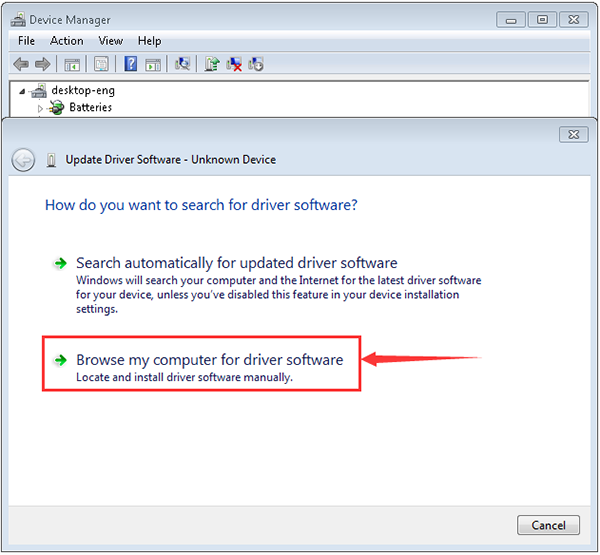 Device Manager
File Action View Help
desktop-eng
Batteries
Update Driver Software - Unknown Device
How do you want to search for driver software?
Search automatically for updated driver software
Windows will search your computer and the Internet for the latest driver software
for your device, unless you've disabled this feature in your device installation
settings.
Browse my computer for driver software
Locate and install driver software manually.
Cancel